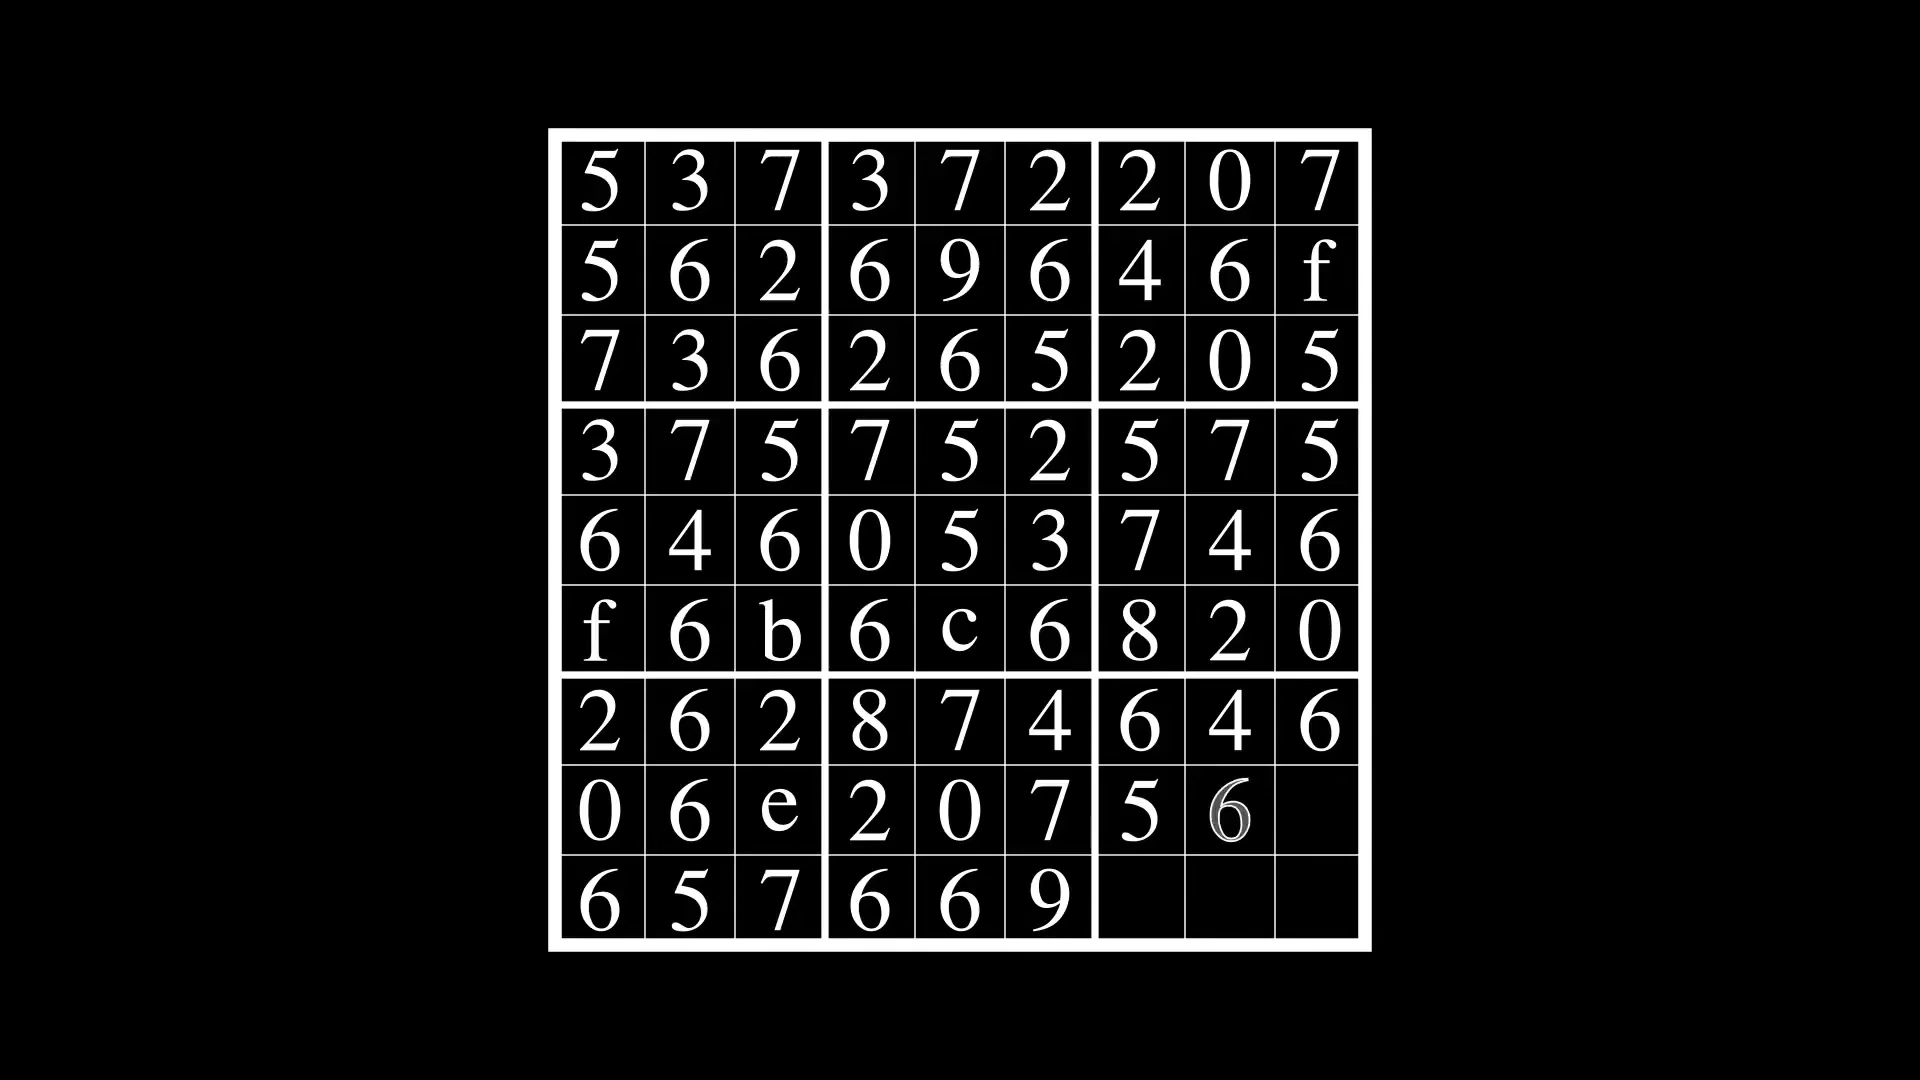 5 3 7 3 7 2 2 0 7
5 6 2 6 9 6 4 6 f
7 3 6 2 6 5 2 0 5
3 7 5 7 5 2 5 7 5
6 4 6 0 5 3 7 4 6
f 6 b 6 c 6 8 2 0
2 6 2 8 7 4 6 4 6
0 6 e 2 0 7 5 6
6 5 7 6 6 9